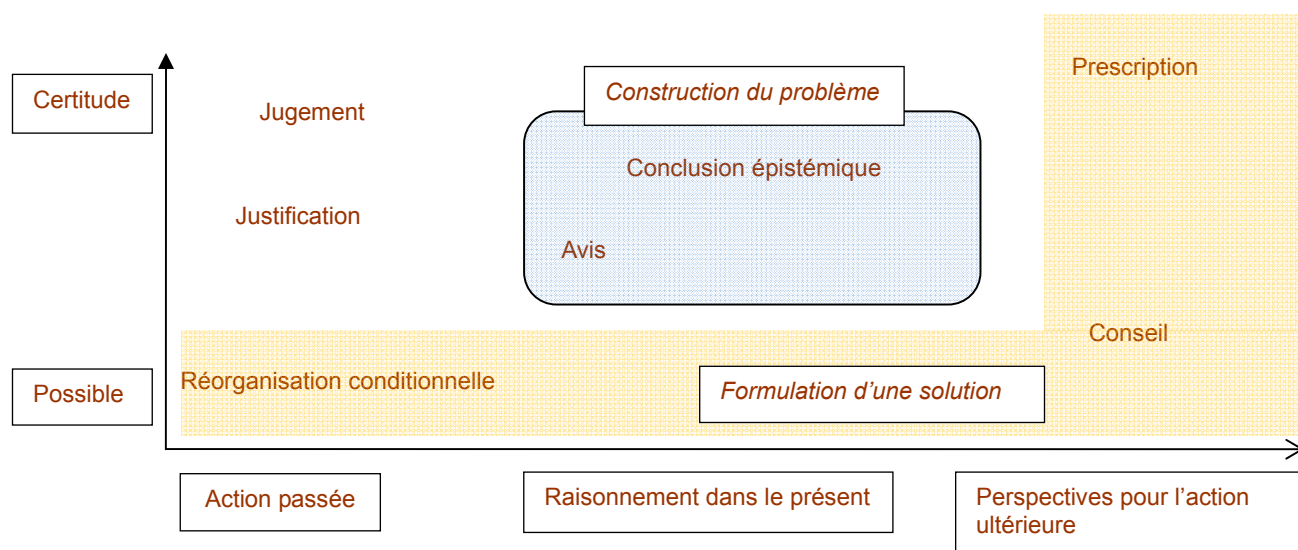 Prescription
Certitude
Construction du problème
Jugement
Conclusion épistémique
Justification
Avis
Conseil
Réorganisation conditionnelle
Possible
Formulation d’une solution
Action passée
Raisonnement dans le présent
Perspectives pour l’action
ultérieure